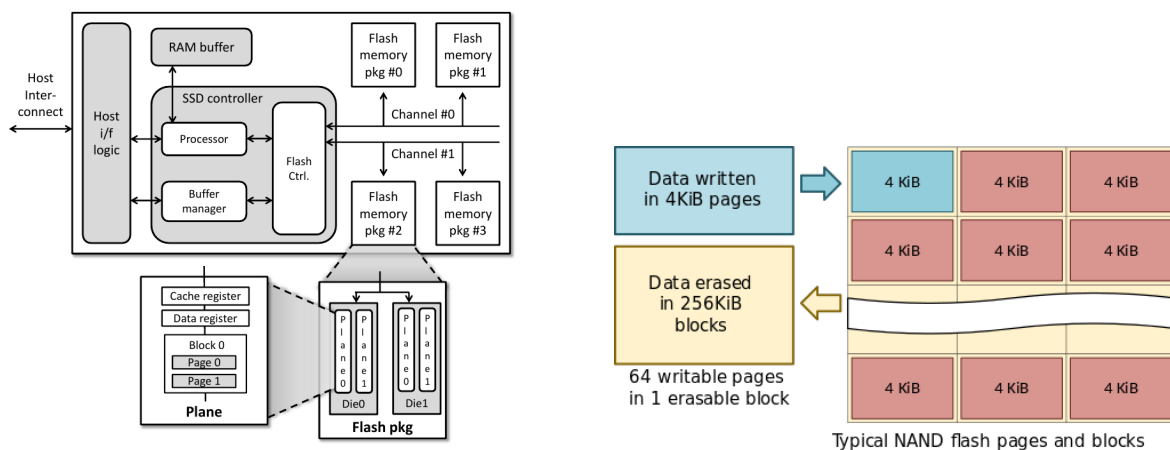 Host
Inter-
connect
Host
i/f
logic
RAM buffer
SSD controller
Processor
Buffer
manager
Flash
Ctrl.
Flash
memory
pkg #0
Flash
memory
pkg #1
Channel #0
Channel #1
Flash
memory
pkg #2
Flash
memory
pkg #3
Cache register
Data register
Block 0
Page 0
Page 1
Plane
Plane0
Plane1
Die0
Plane0
Plane1
Die1
Flash pkg
Data written
in 4KiB pages
Data erased
in 256KiB
blocks
64 writable pages
in 1 erasable block
4 KiB 4 KiB 4 KiB
4 KiB 4 KiB 4 KiB
4 KiB 4 KiB 4 KiB
Typical NAND flash pages and blocks